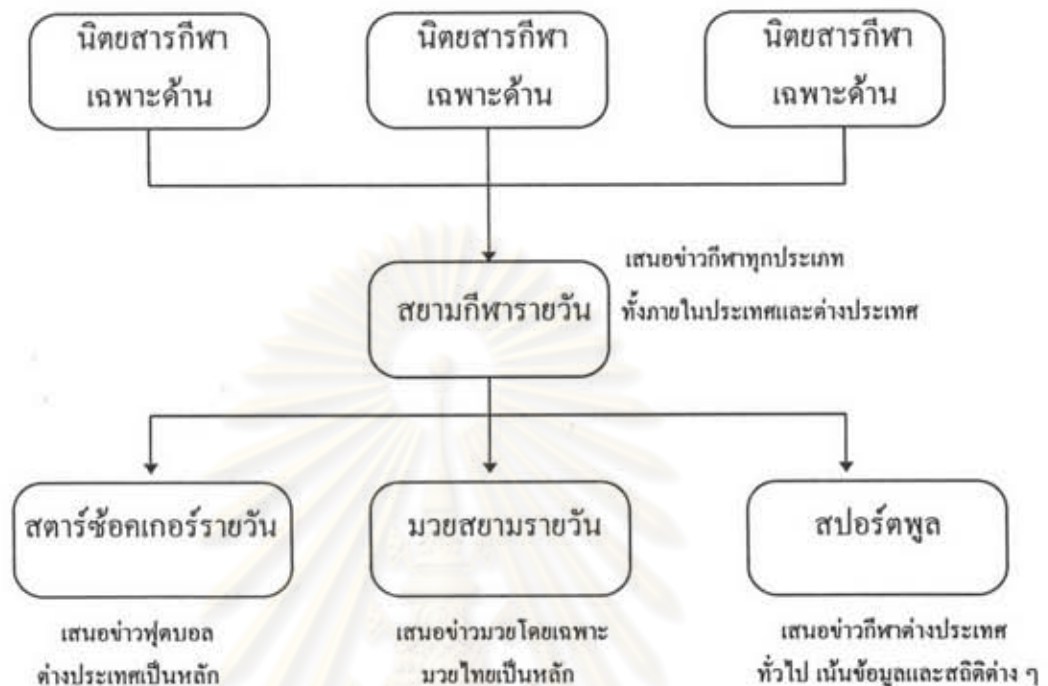 นิตยสารกีฬา
เฉพาะด้าน
นิตยสารกีฬา
เฉพาะด้าน
นิตยสารกีฬา
เฉพาะด้าน
เสนอข่าวกีฬาทุกประเภท
สยามกีฬารายวัน
ทั้งภายในประเทศและต่างประเทศ
สตาร์ซ้อคเกอร์รายวัน
มวยสยามรายวัน
สปอร์ตพูล
เสนอข่าวฟุตบอล
ต่างประเทศเป็นหลัก
เสนอข่าวมวยโดยเฉพาะ
มวยไทยเป็นหลัก
เสนอข่าวกีฬาต่างประเทศ
ทั่วไป เน้นข้อมูลและสถิติต่าง ๆ